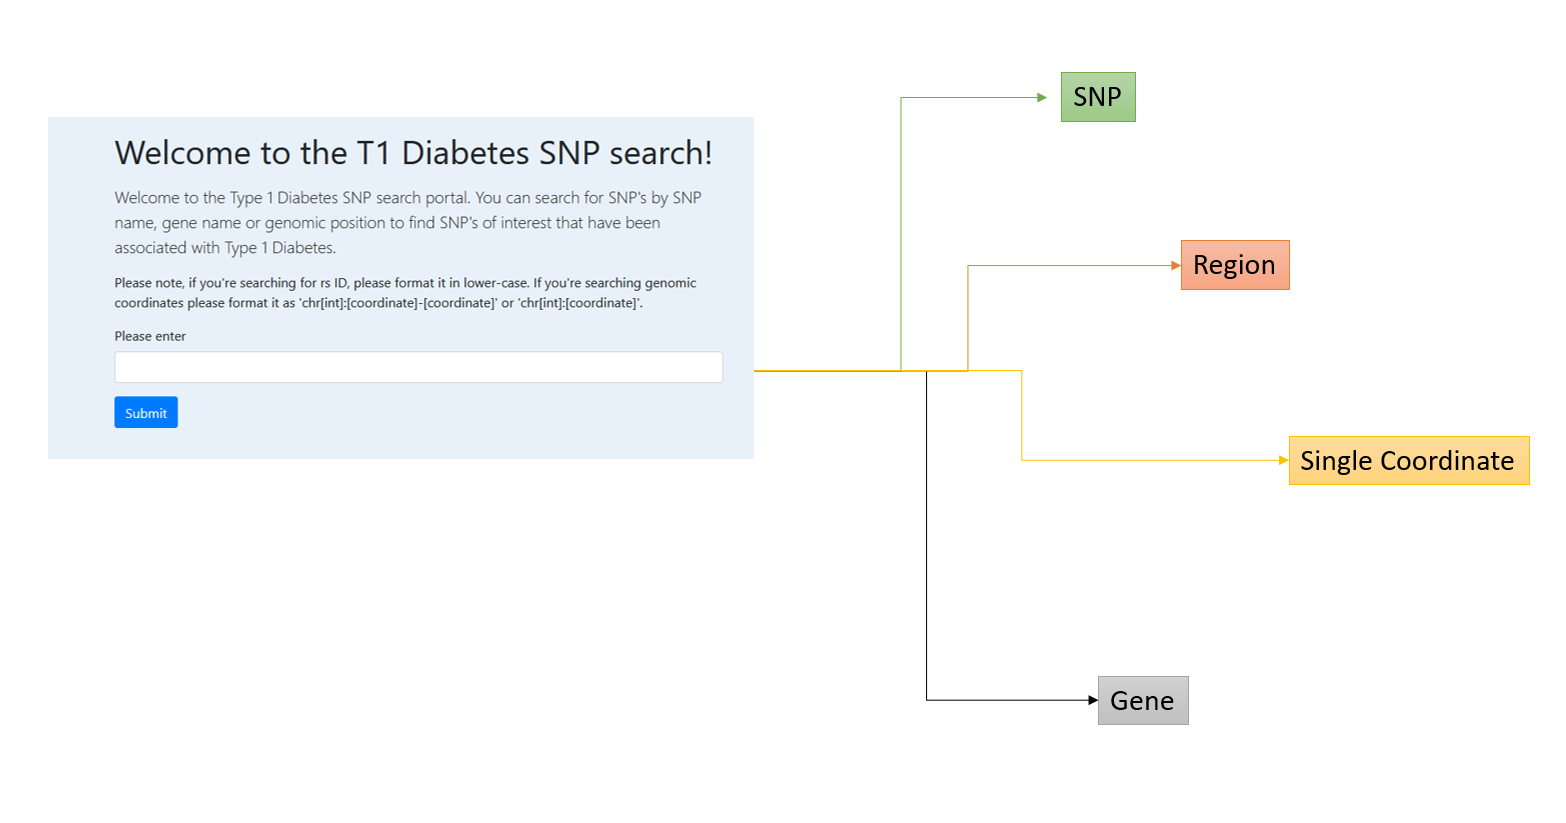 Welcome to the T1 Diabetes SNP search!
Welcome to the Type 1 Diabetes SNP search portal. You can search for SNP's by SNP
name, gene name or genomic position to find SNP's of interest that have been
associated with Type 1 Diabetes.
Please note, if you're searching for rs ID, please format it in lower-case. If you're searching genomic
coordinates please format it as 'chr[int]:[coordinate]-[coordinate]' or 'chr[int]:[coordinate]'.
Please enter
Submit
SNP
Region
Single Coordinate
Gene